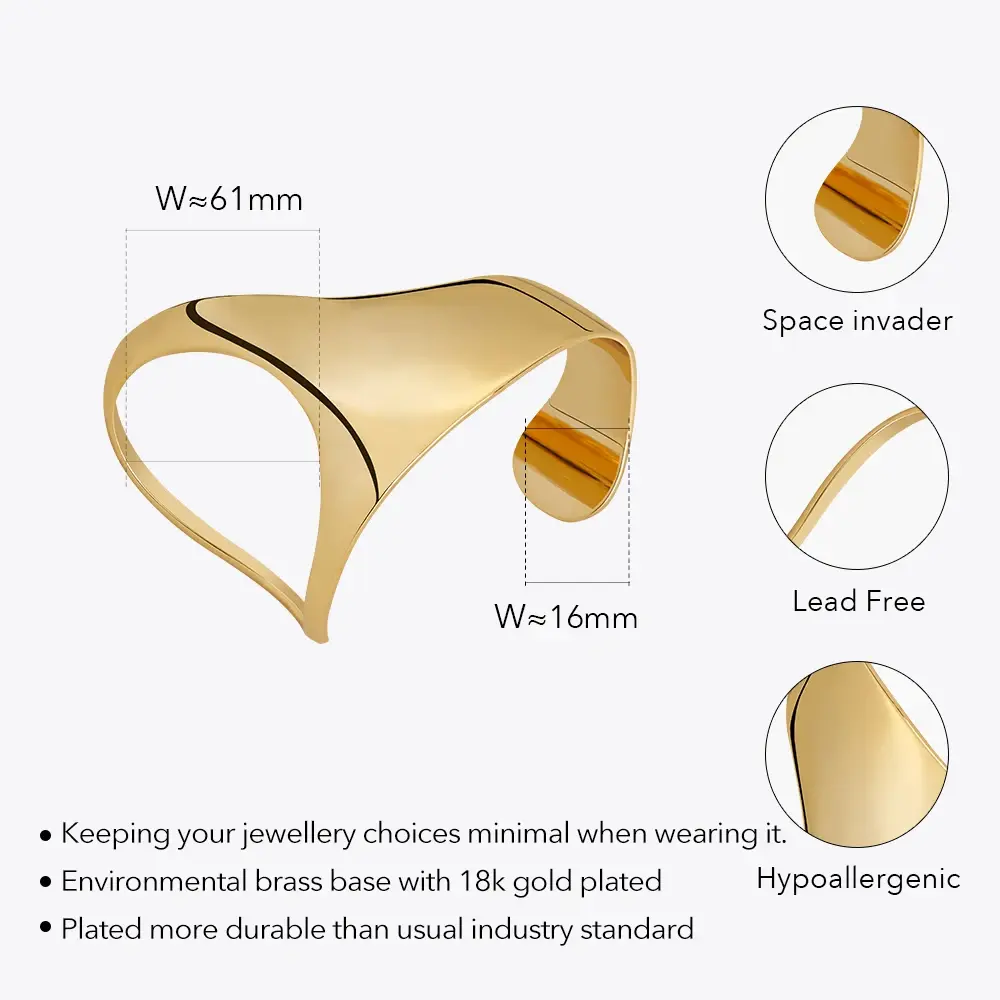 W≈61mm
Space invader
W≈16mm
Lead Free
Hypoallergenic
• Keeping your jewellery choices minimal when wearing it.
• Environmental brass base with 18k gold plated
• Plated more durable than usual industry standard